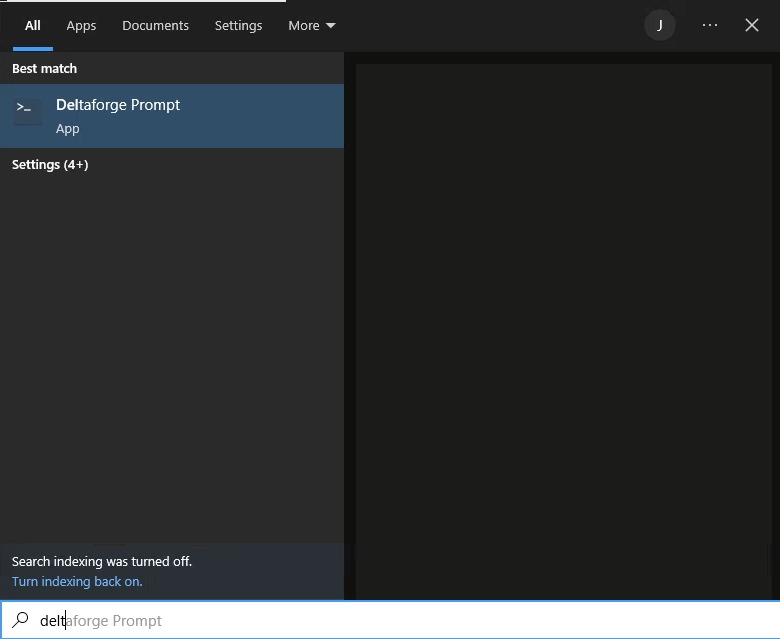 All Apps Documents Settings More J
Best match
Deltaforge Prompt
App
Settings (4+)
Search indexing was turned off.
Turn indexing back on.
deltaforge Prompt